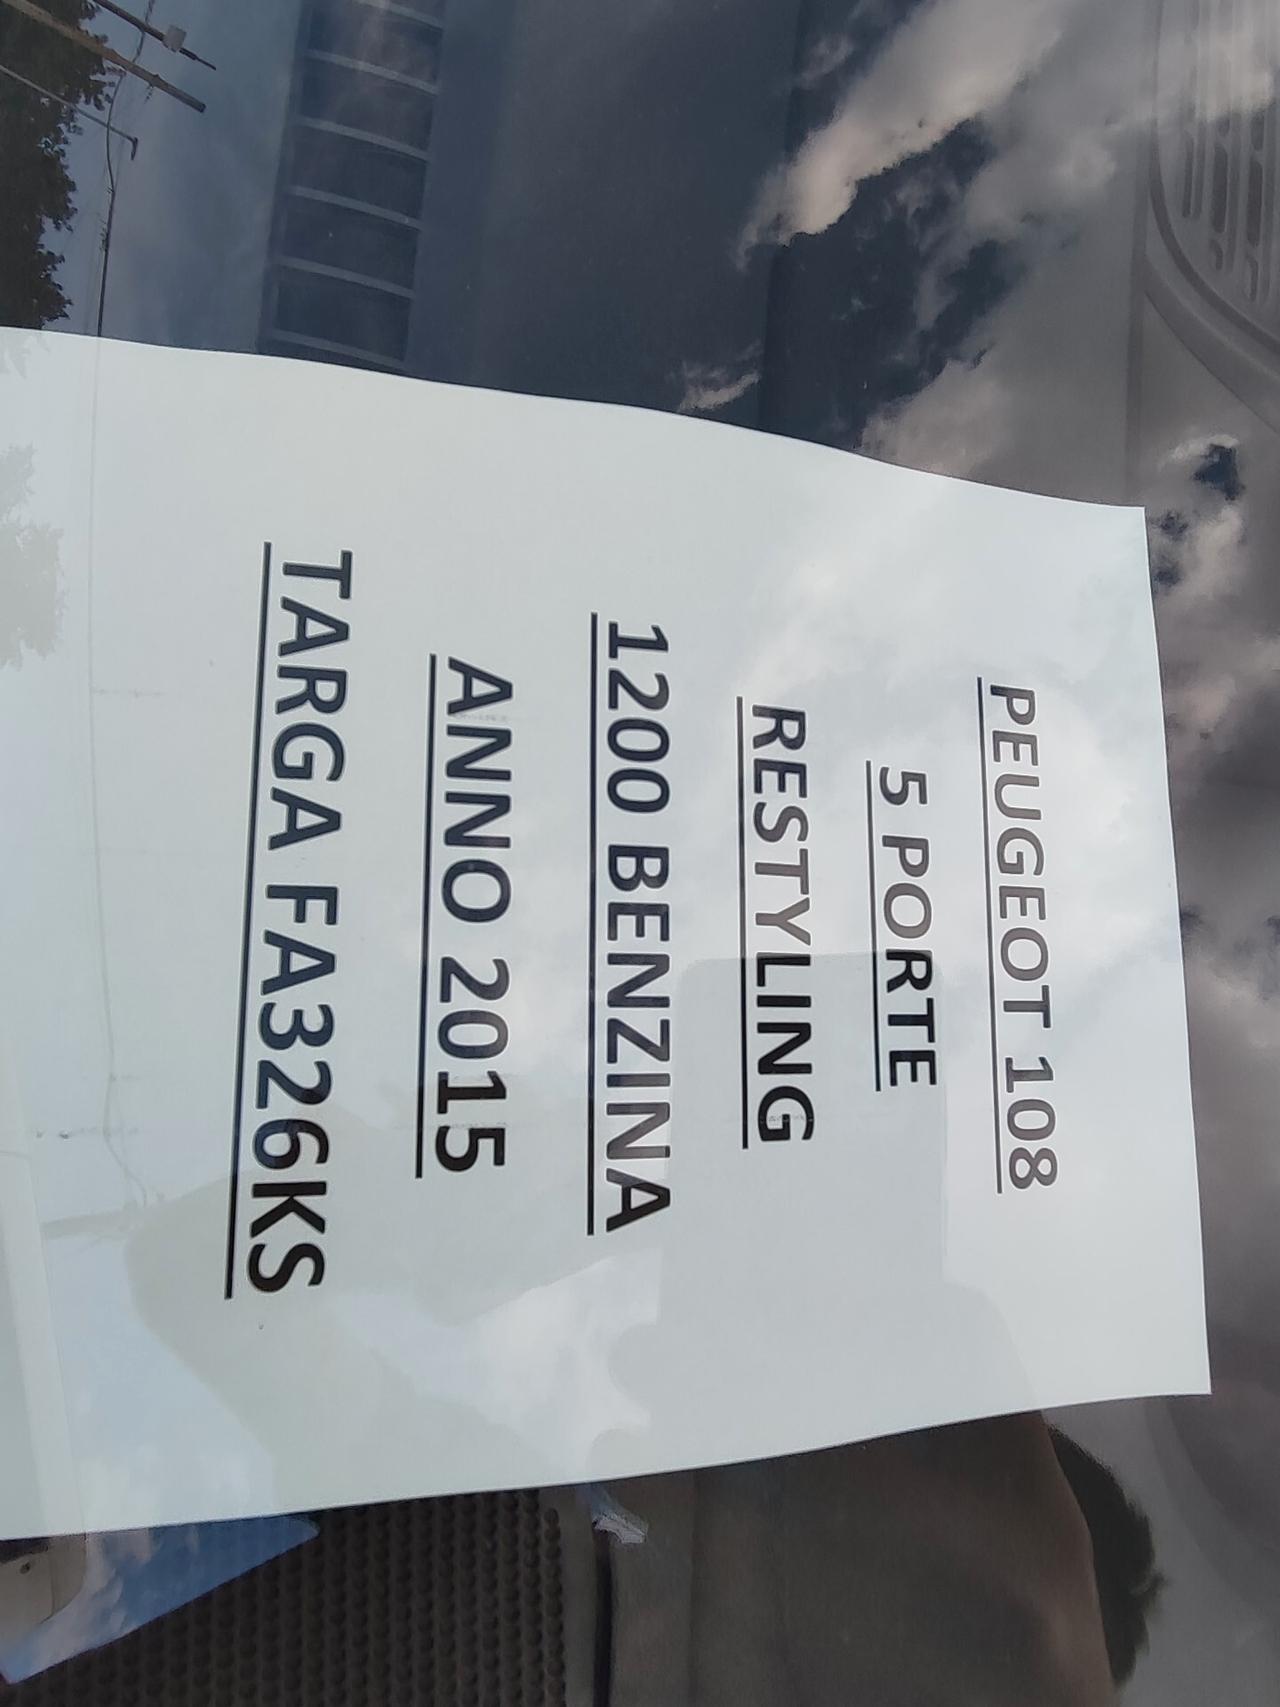 PEUGEOT 108
5 PORTE
RESTYLING
1200 BENZINA
ANNO 2015
TARGA FA326KS